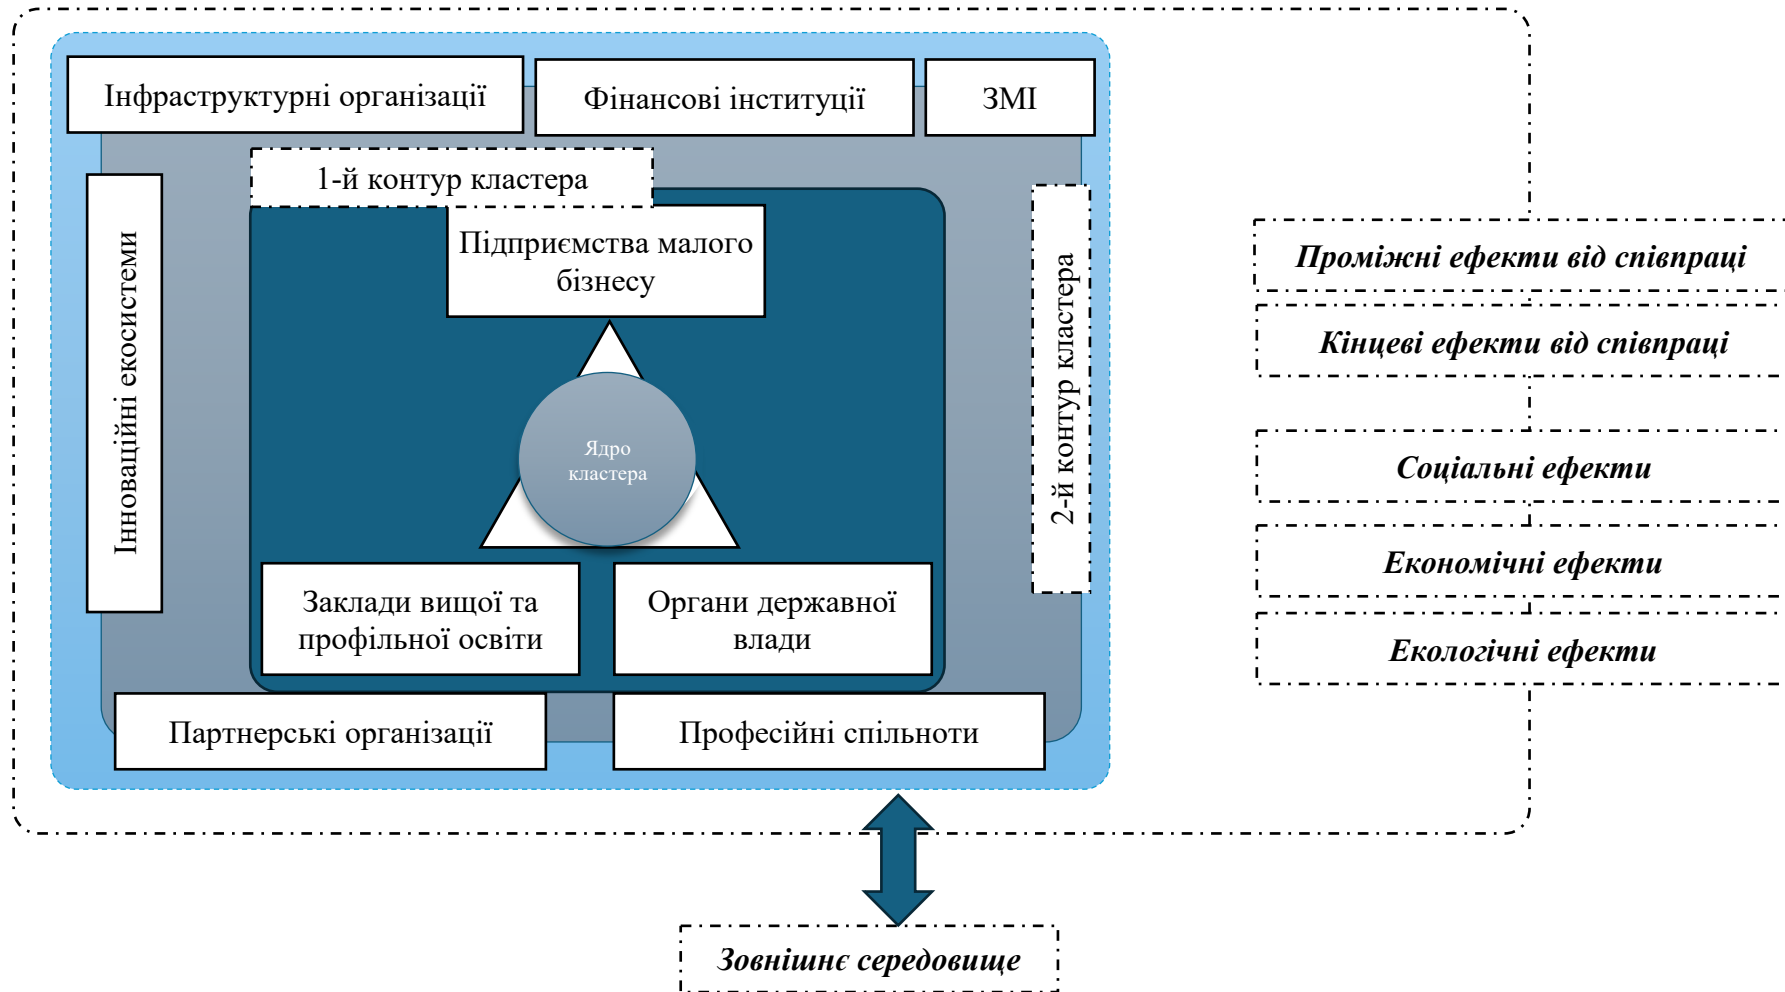 Інфраструктурні організації
Фінансові інституції
ЗМІ
1-й контур кластера
Підприємства малого
бізнесу
Інноваційні екосистеми
2-й контур кластера
Ядро
кластера
Заклади вищої та
профільної освіти
Органи державної
влади
Партнерські організації
Професійні спільноти
Проміжні ефекти від співпраці
Кінцеві ефекти від співпраці
Соціальні ефекти
Економічні ефекти
Екологічні ефекти
Зовнішнє середовище